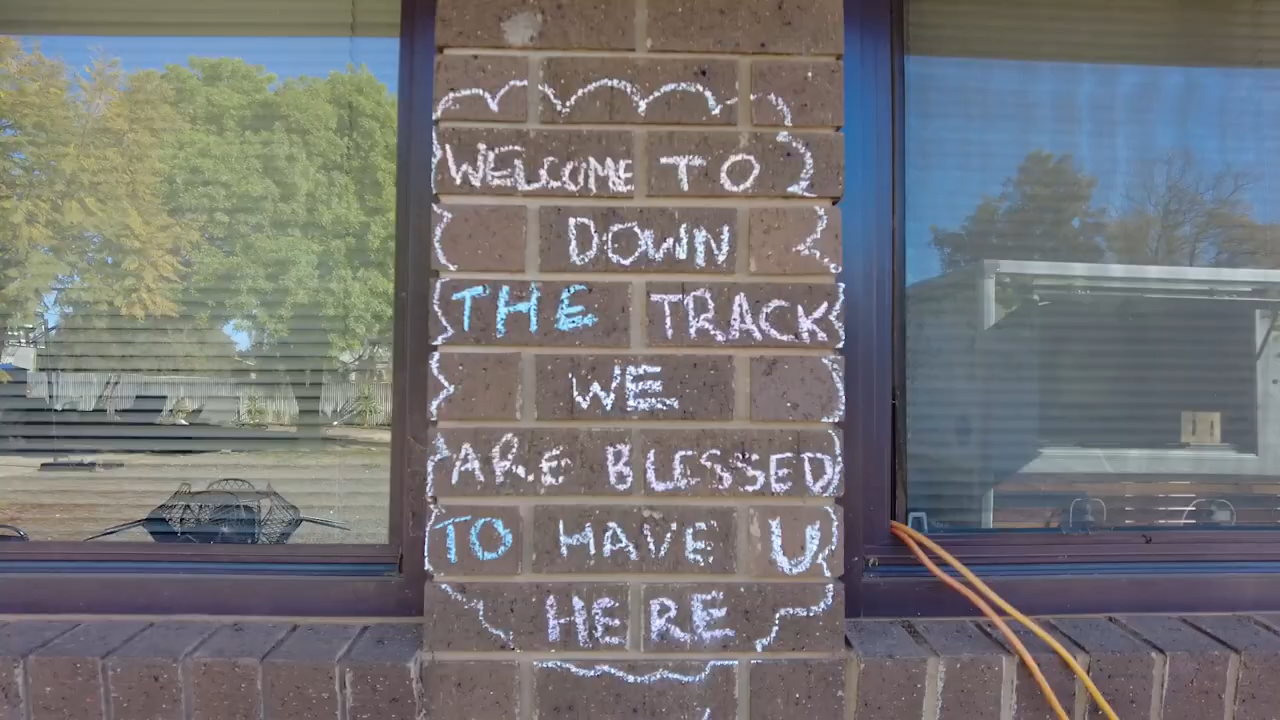 WELCOME TO
DOWN
THE TRACK
WE
ARE BLESSED
TO HAVE U
HERE